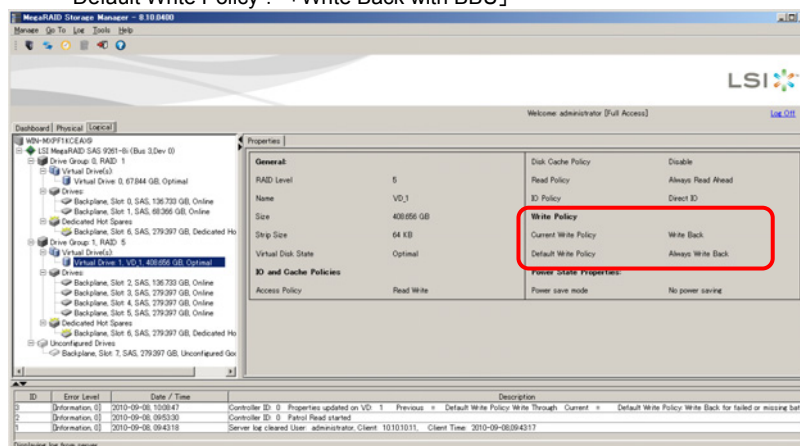 Default Write Policy : → Write Back with BBU]
MegaRAID Storage Manager - 8.10.0400
Manage Go To Log Tools Help
LSI
Welcome administrator [Full Access] Log Off
Dashboard Physical Logical
WIN-MXPF1KCEAX9
LSI MegaRAID SAS 9261-8i (Bus 3,Dev 0)
Drive Group 0, RAID 1
Virtual Drive(s)
Virtual Drive: 0, 67.844 GB, Optimal
Drives:
Backplane, Slot: 0, SAS, 136.733 GB, Online
Backplane, Slot: 1, SAS, 68.366 GB, Online
Dedicated Hot Spares
Backplane, Slot: 6, SAS, 279.397 GB, Dedicated Ho
Drive Group: 1, RAID 5
Virtual Drive(s)
Virtual Drive: 1, VD_1, 408.656 GB, Optimal
Drives:
Backplane, Slot: 2, SAS, 136.733 GB, Online
Backplane, Slot: 4, SAS, 279.397 GB, Online
Backplane, Slot: 3, SAS, 279.397 GB, Online
Backplane, Slot: 5, SAS, 279.397 GB, Online
Dedicated Hot Spares
Backplane, Slot: 6, SAS, 279.397 GB, Dedicated Ho
Unconfigured Drives
Backplane, Slot: 7, SAS, 279.397 GB, Unconfigured Goo
Properties
General:
RAID Level 5
Name VD_1
Size 408.656 GB
Strip Size 64 KB
Virtual Disk State Optimal
IO and Cache Policies
Access Policy Read Write
Disk Cache Policy Disable
Read Policy Always Read Ahead
IO Policy Direct IO
Write Policy
Current Write Policy Write Back
Default Write Policy Always Write Back
Power State Properties:
Power save mode No power saving
ID Error Level Date / Time Description
3 [Information, 0] 2010-09-08, 10:08:47 Controller ID: 0 Properties updated on VD: 1 Previous = Default Write Policy: Write Through Current = Default Write Policy: Write Back for failed or missing bat
2 [Information, 0] 2010-09-08, 09:53:00 Controller ID: 0 Patrol Read started
1 [Information, 0] 2010-09-08, 09:43:18 Server log cleared User: administrator, Client: 10.10.10.11, Client Time: 2010-09-08,09:43:17
Displaying log from server